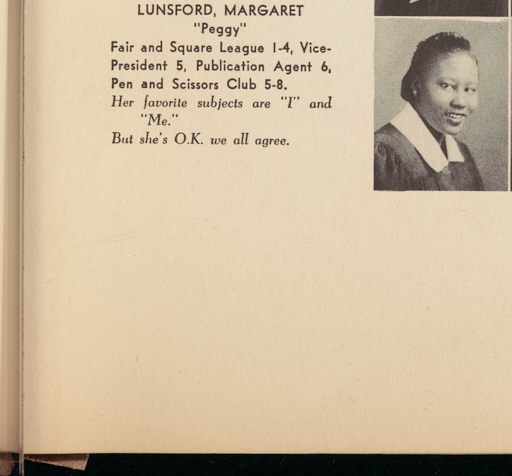 LUNSFORD, MARGARET
"Peggy"
Fair and Square League 1-4, Vice-
President 5, Publication Agent 6,
Pen and Scissors Club 5-8.
Her favorite subjects are "I" and
"Me."
But she's O.K. we all agree.